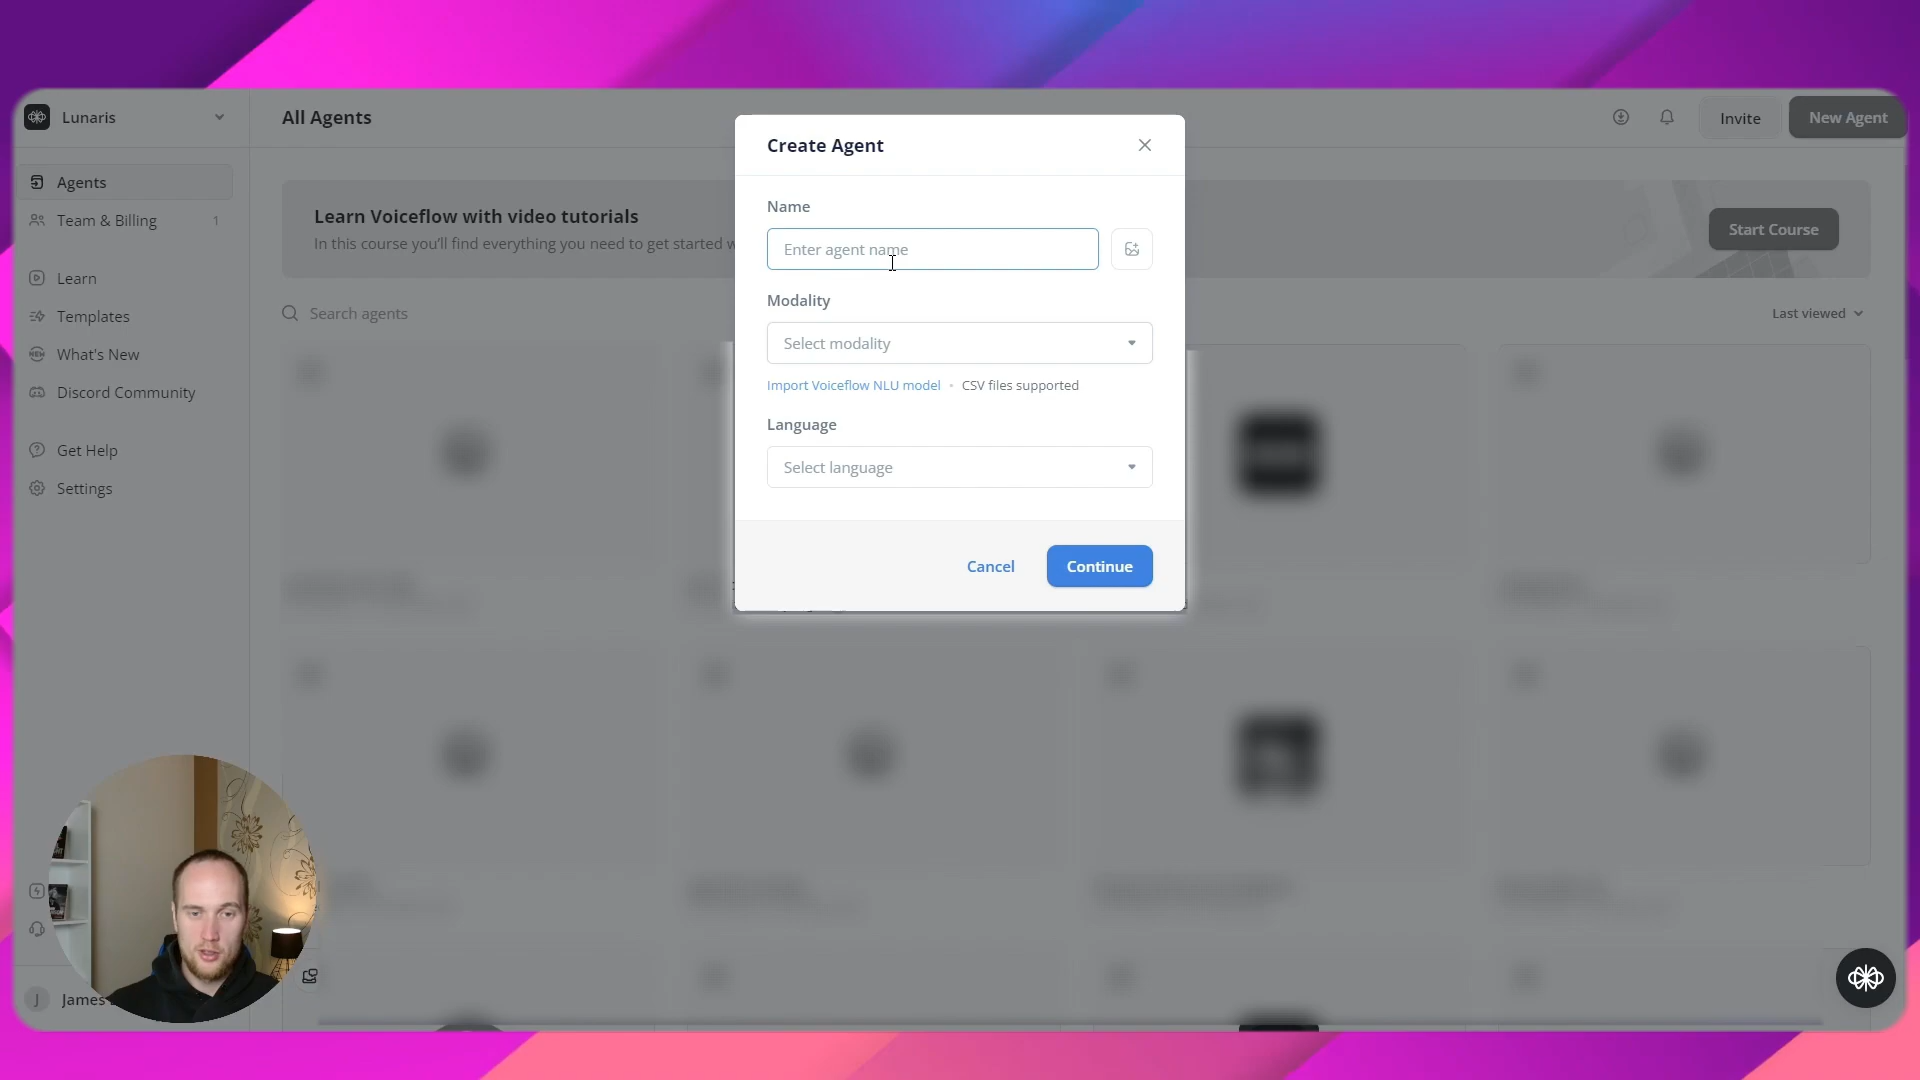 Lunaris
All Agents
Invite
New Agent
Agents
Team & Billing 1
Learn
Templates
What's New
Discord Community
Get Help
Settings
James
J
Learn Voiceflow with video tutorials
In this course you'll find everything you need to get started w
Start Course
Search agents
Last viewed
Create Agent
Name
Enter agent name
Modality
Select modality
Import Voiceflow NLU model • CSV files supported
Language
Select language
Cancel
Continue